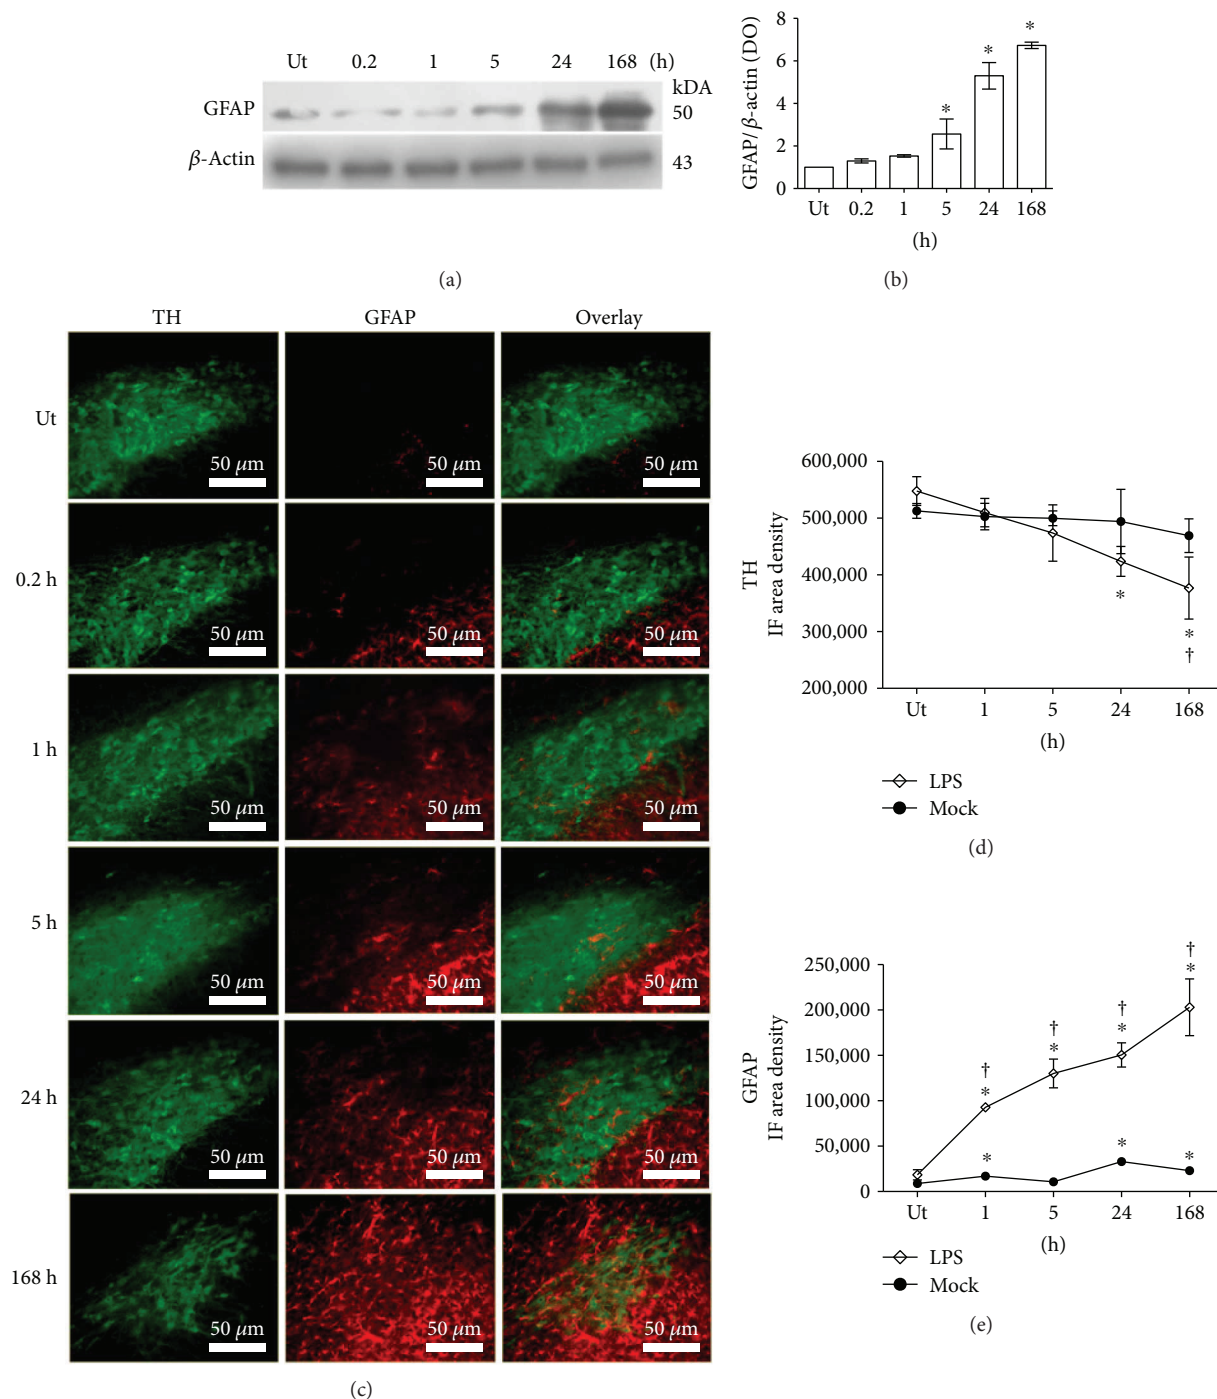 Ut 0.2 1 5 24 168 (h)
kDA
GFAP 50
β-Actin 43
(a)
GFAP/β-actin (DO)
8
6
4
2
0
* * *
Ut 0.2 1 5 24 168
(h)
(b)
TH GFAP Overlay
Ut
50 μm 50 μm 50 μm
0.2 h
50 μm 50 μm 50 μm
1 h
50 μm 50 μm 50 μm
5 h
50 μm 50 μm 50 μm
24 h
50 μm 50 μm 50 μm
168 h
50 μm 50 μm 50 μm
(c)
TH
IF area density
600,000
500,000
400,000
300,000
200,000
*
*
†
Ut 1 5 24 168
(h)
LPS
Mock
(d)
GFAP
IF area density
250,000
200,000
150,000
100,000
50,000
0
† † † †
* * * *
* * *
Ut 1 5 24 168
(h)
LPS
Mock
(e)